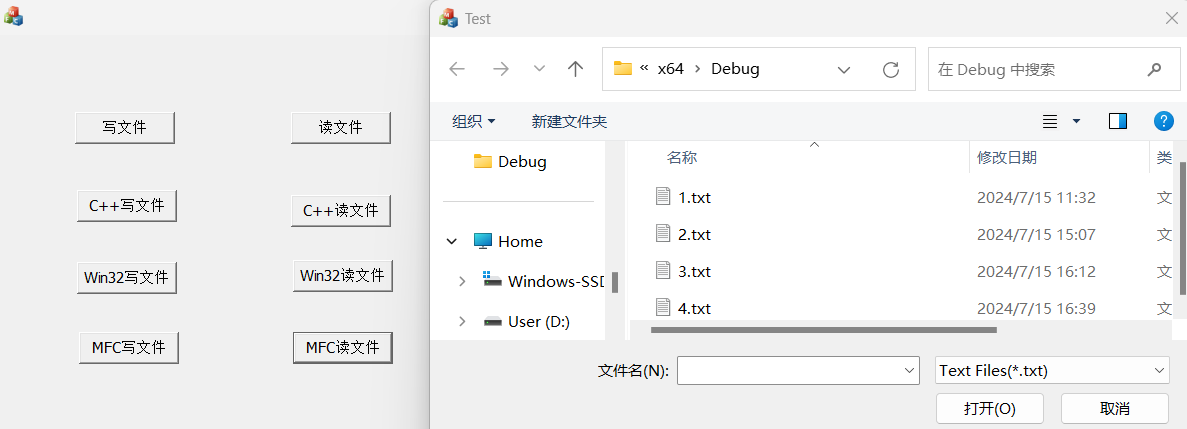 写文件
读文件
C++写文件
C++读文件
Win32写文件
Win32读文件
MFC写文件
MFC读文件
Test
« x64 › Debug
在 Debug 中搜索
组织
新建文件夹
?
Debug
Home
Windows-SSD
User (D:)
名称
修改日期
类
1.txt
2024/7/15 11:32
文
2.txt
2024/7/15 15:07
文
3.txt
2024/7/15 16:12
文
4.txt
2024/7/15 16:39
文
文件名(N):
Text Files(*.txt)
打开(O)
取消